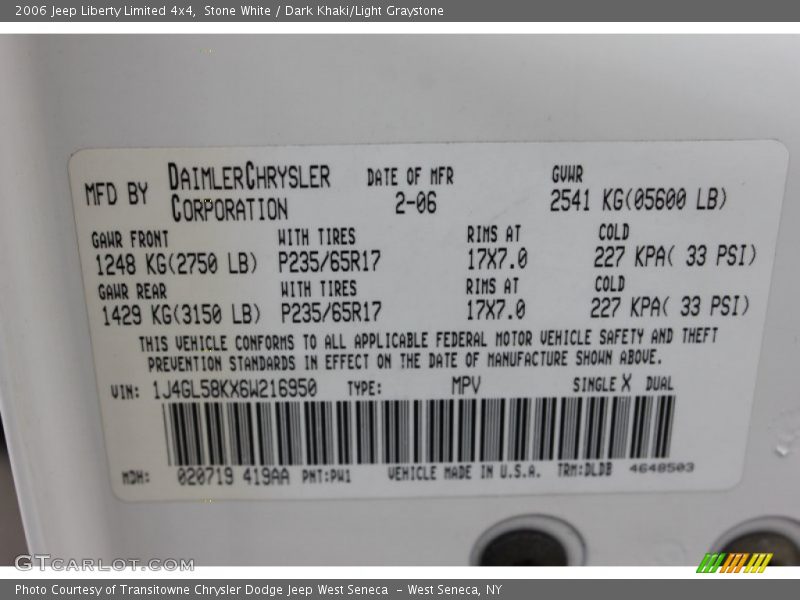 2006 Jeep Liberty Limited 4x4, Stone White / Dark Khaki/Light Graystone
MFD BY DAIMLERCHRYSLER CORPORATION DATE OF MFR 2-06 GVWR 2541 KG(05600 LB)
GAWR FRONT WITH TIRES RIMS AT COLD
1248 KG(2750 LB) P235/65R17 17X7.0 227 KPA( 33 PSI)
GAWR REAR WITH TIRES RIMS AT COLD
1429 KG(3150 LB) P235/65R17 17X7.0 227 KPA( 33 PSI)
THIS VEHICLE CONFORMS TO ALL APPLICABLE FEDERAL MOTOR VEHICLE SAFETY AND THEFT
PREVENTION STANDARDS IN EFFECT ON THE DATE OF MANUFACTURE SHOWN ABOVE.
VIN: 1J4GL58KX6W216950 TYPE: MPV SINGLE X DUAL
MDH: 020719 419AA PNT:PW1 VEHICLE MADE IN U.S.A. TRM:DLDB 4648503
GTCARLOT.COM
Photo Courtesy of Transitowne Chrysler Dodge Jeep West Seneca - West Seneca, NY